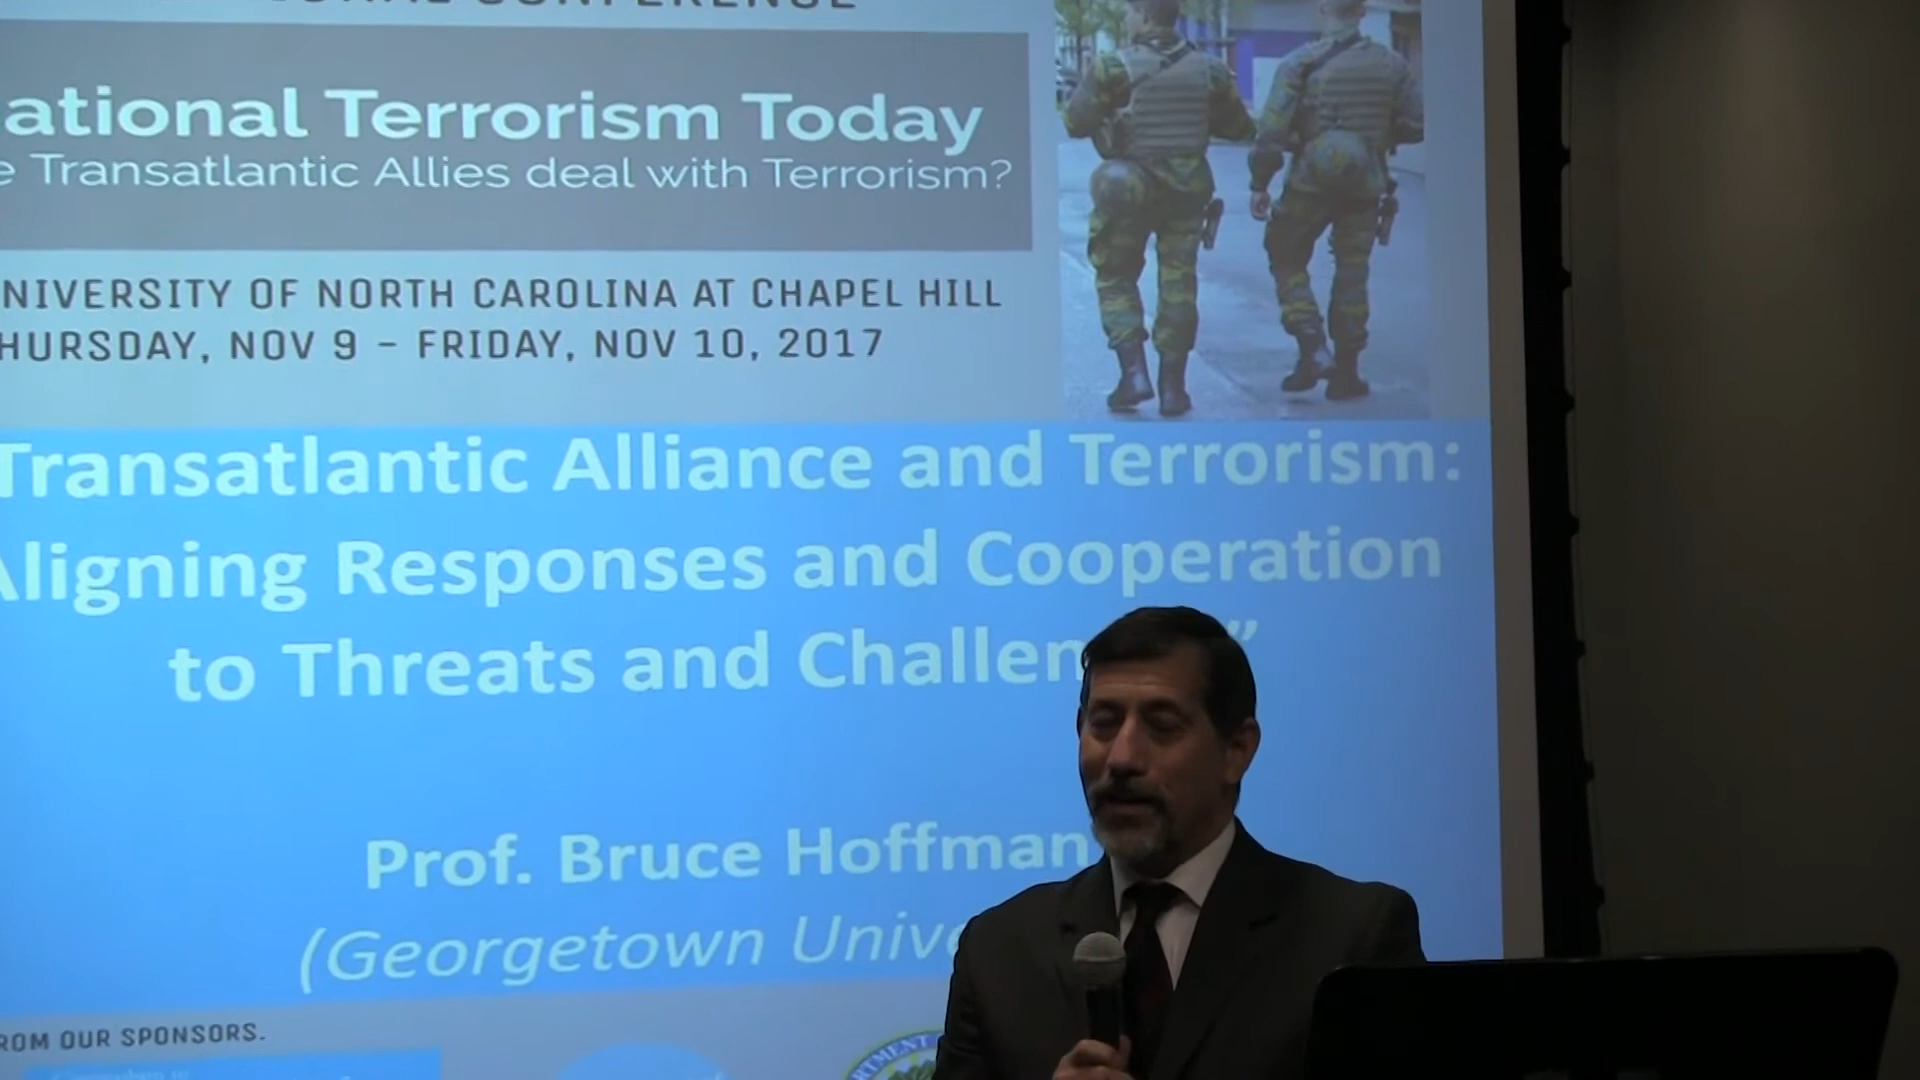 CONFERENCE
ational Terrorism Today
e Transatlantic Allies deal with Terrorism?
NIVERSITY OF NORTH CAROLINA AT CHAPEL HILL
HURSDAY, NOV 9 – FRIDAY, NOV 10, 2017
Transatlantic Alliance and Terrorism:
Aligning Responses and Cooperation
to Threats and Challen ”
Prof. Bruce Hoffman
(Georgetown Unive
ROM OUR SPONSORS.
RTMENT